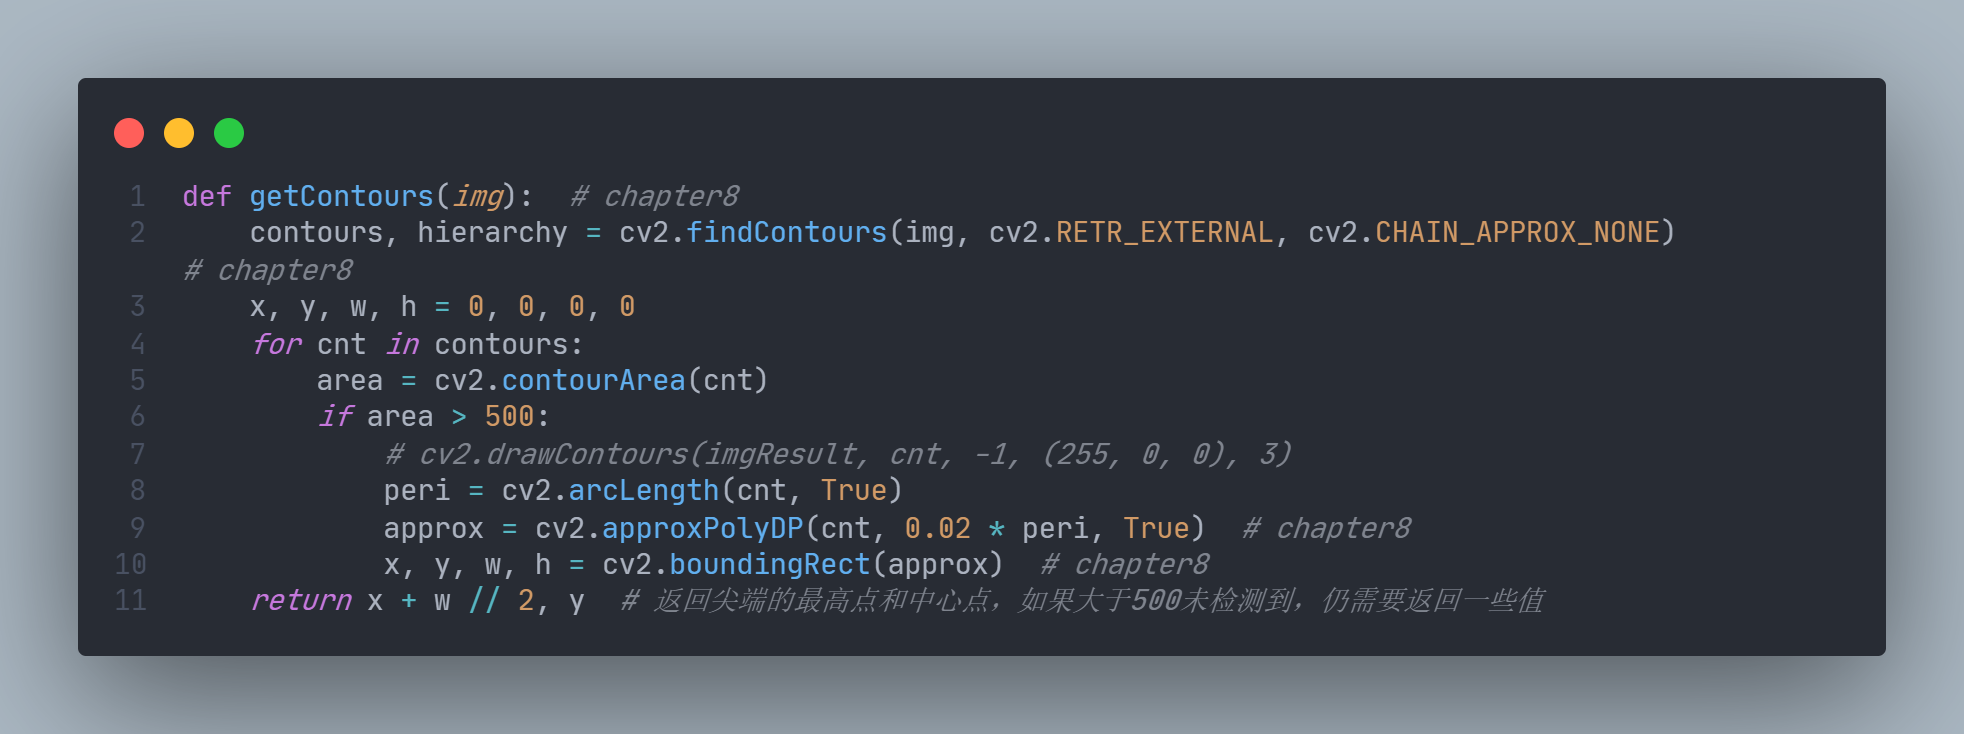 1 def getContours(img):  # chapter8
2     contours, hierarchy = cv2.findContours(img, cv2.RETR_EXTERNAL, cv2.CHAIN_APPROX_NONE)
# chapter8
3     x, y, w, h = 0, 0, 0, 0
4     for cnt in contours:
5         area = cv2.contourArea(cnt)
6         if area > 500:
7             # cv2.drawContours(imgResult, cnt, -1, (255, 0, 0), 3)
8             peri = cv2.arcLength(cnt, True)
9             approx = cv2.approxPolyDP(cnt, 0.02 * peri, True)  # chapter8
10             x, y, w, h = cv2.boundingRect(approx)  # chapter8
11     return x + w // 2, y  # 返回尖端的最高点和中心点，如果大于500未检测到，仍需要返回一些值